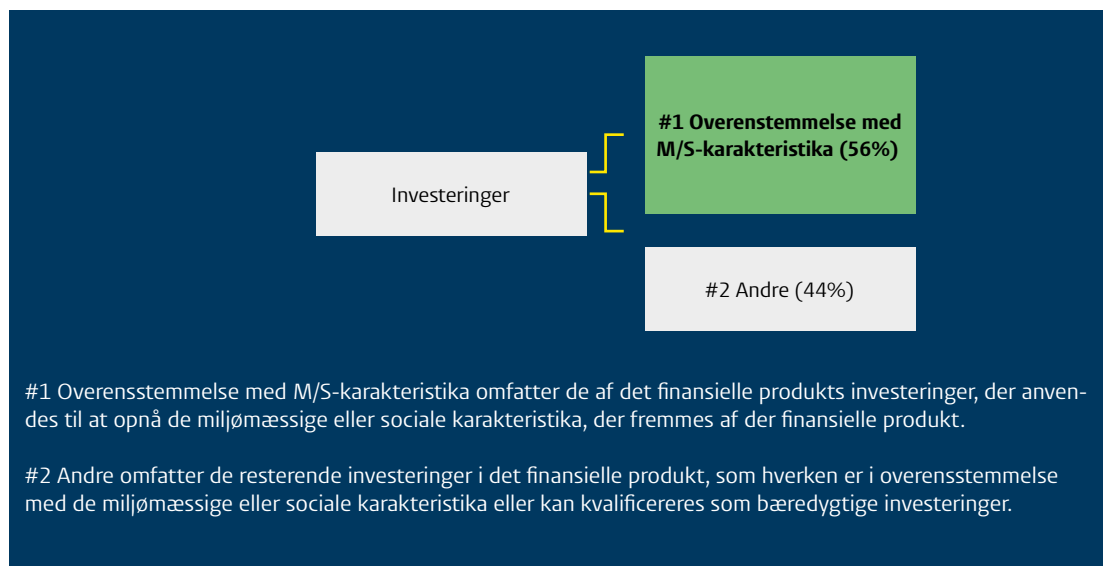 #1 Overenstemmelse med
M/S-karakteristika (56%)
Investeringer
#2 Andre (44%)
#1 Overensstemmelse med M/S-karakteristika omfatter de af det finansielle produkts investeringer, der anven-
des til at opnå de miljømæssige eller sociale karakteristika, der fremmes af der finansielle produkt.
#2 Andre omfatter de resterende investeringer i det finansielle produkt, som hverken er i overensstemmelse
med de miljømæssige eller sociale karakteristika eller kan kvalificereres som bæredygtige investeringer.